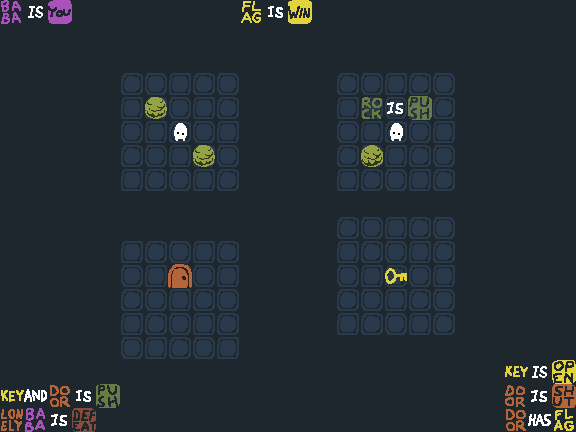 BABA IS YOU
FLAG IS WIN
ROCK IS PUSH
KEY AND DOOR IS PUSH
LONELY BABA IS DEFEAT
KEY IS OPEN
DOOR IS SHUT
DOOR HAS FLAG